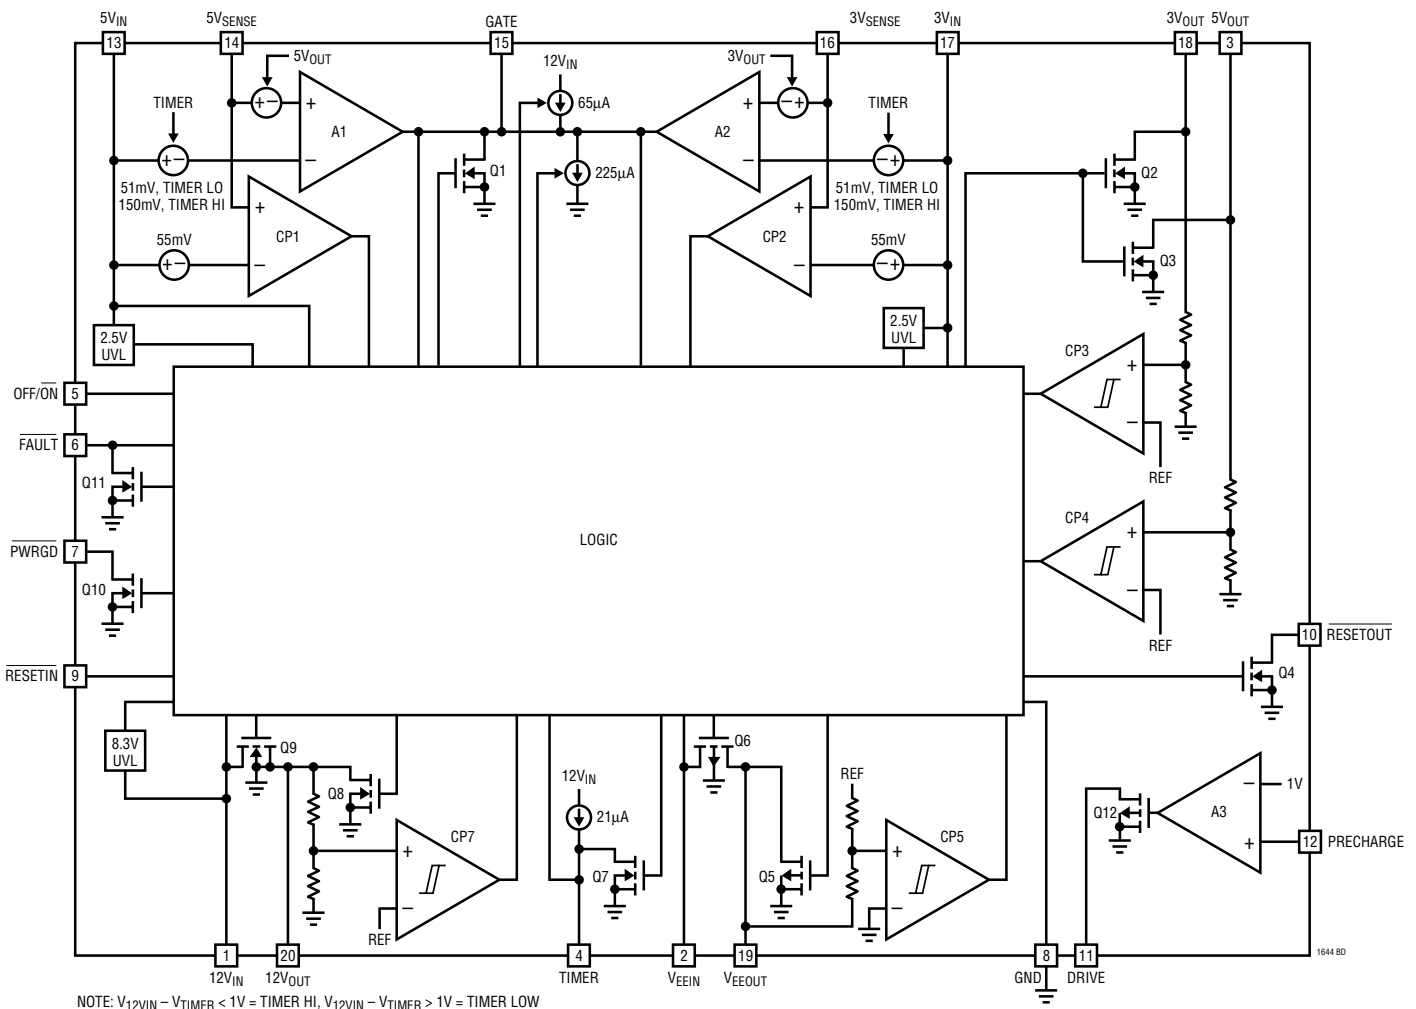 5VIN 5VSENSE GATE 3VSENSE 3VIN 3VOUT 5VOUT
13 14 15 16 17 18 3
5VOUT 12VIN 3VOUT
TIMER + − + A1 65µA A2 + − + TIMER
+ − − Q1 225µA − − + Q2
51mV, TIMER LO 51mV, TIMER LO
150mV, TIMER HI 150mV, TIMER HI
+ CP1 CP2 +
55mV 55mV
+ − − − − + Q3
2.5V 2.5V
UVL UVL
CP3
+
−
REF
OFF/ON 5
FAULT 6
Q11
CP4
+
−
REF
PWRGD 7
LOGIC
Q10
10 RESETOUT
RESETIN 9
Q4
8.3V
UVL
Q9 Q6
Q8 12VIN REF − 1V
21µA Q12 A3
CP7 CP5 12 PRECHARGE
+ + +
Q7 Q5
− −
REF
1 20 4 2 19 8 11
1644 BD
12VIN 12VOUT TIMER VEEIN VEEOUT GND DRIVE
NOTE: V12VIN – VTIMER < 1V = TIMER HI, V12VIN – VTIMER > 1V = TIMER LOW